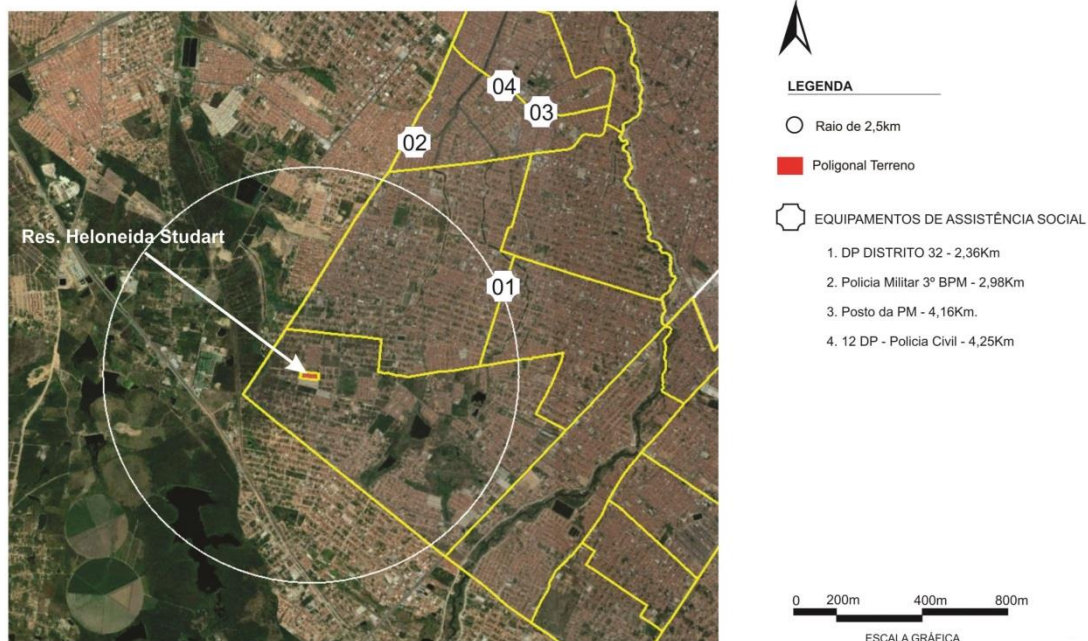 04
03
02
Res. Heloneida Studart
01
LEGENDA
Raio de 2,5km
Poligonal Terreno
EQUIPAMENTOS DE ASSISTÊNCIA SOCIAL
1. DP DISTRITO 32 - 2,36Km
2. Policia Militar 3º BPM - 2,98Km
3. Posto da PM - 4,16Km.
4. 12 DP - Policia Civil - 4,25Km
0 200m 400m 800m
ESCALA GRÁFICA